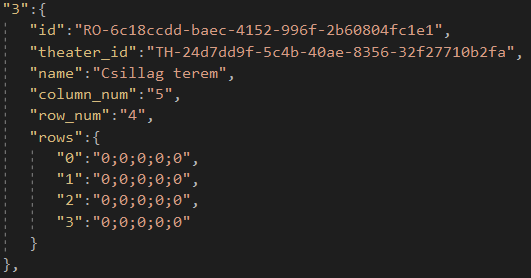 "3":{
"id":"RO-6c18ccdd-baec-4152-996f-2b60804fc1e1",
"theater_id":"TH-24d7dd9f-5c4b-40ae-8356-32f27710b2fa",
"name":"Csillag terem",
"column_num":"5",
"row_num":"4",
"rows":{
"0":"0;0;0;0;0",
"1":"0;0;0;0;0",
"2":"0;0;0;0;0",
"3":"0;0;0;0;0"
}
},